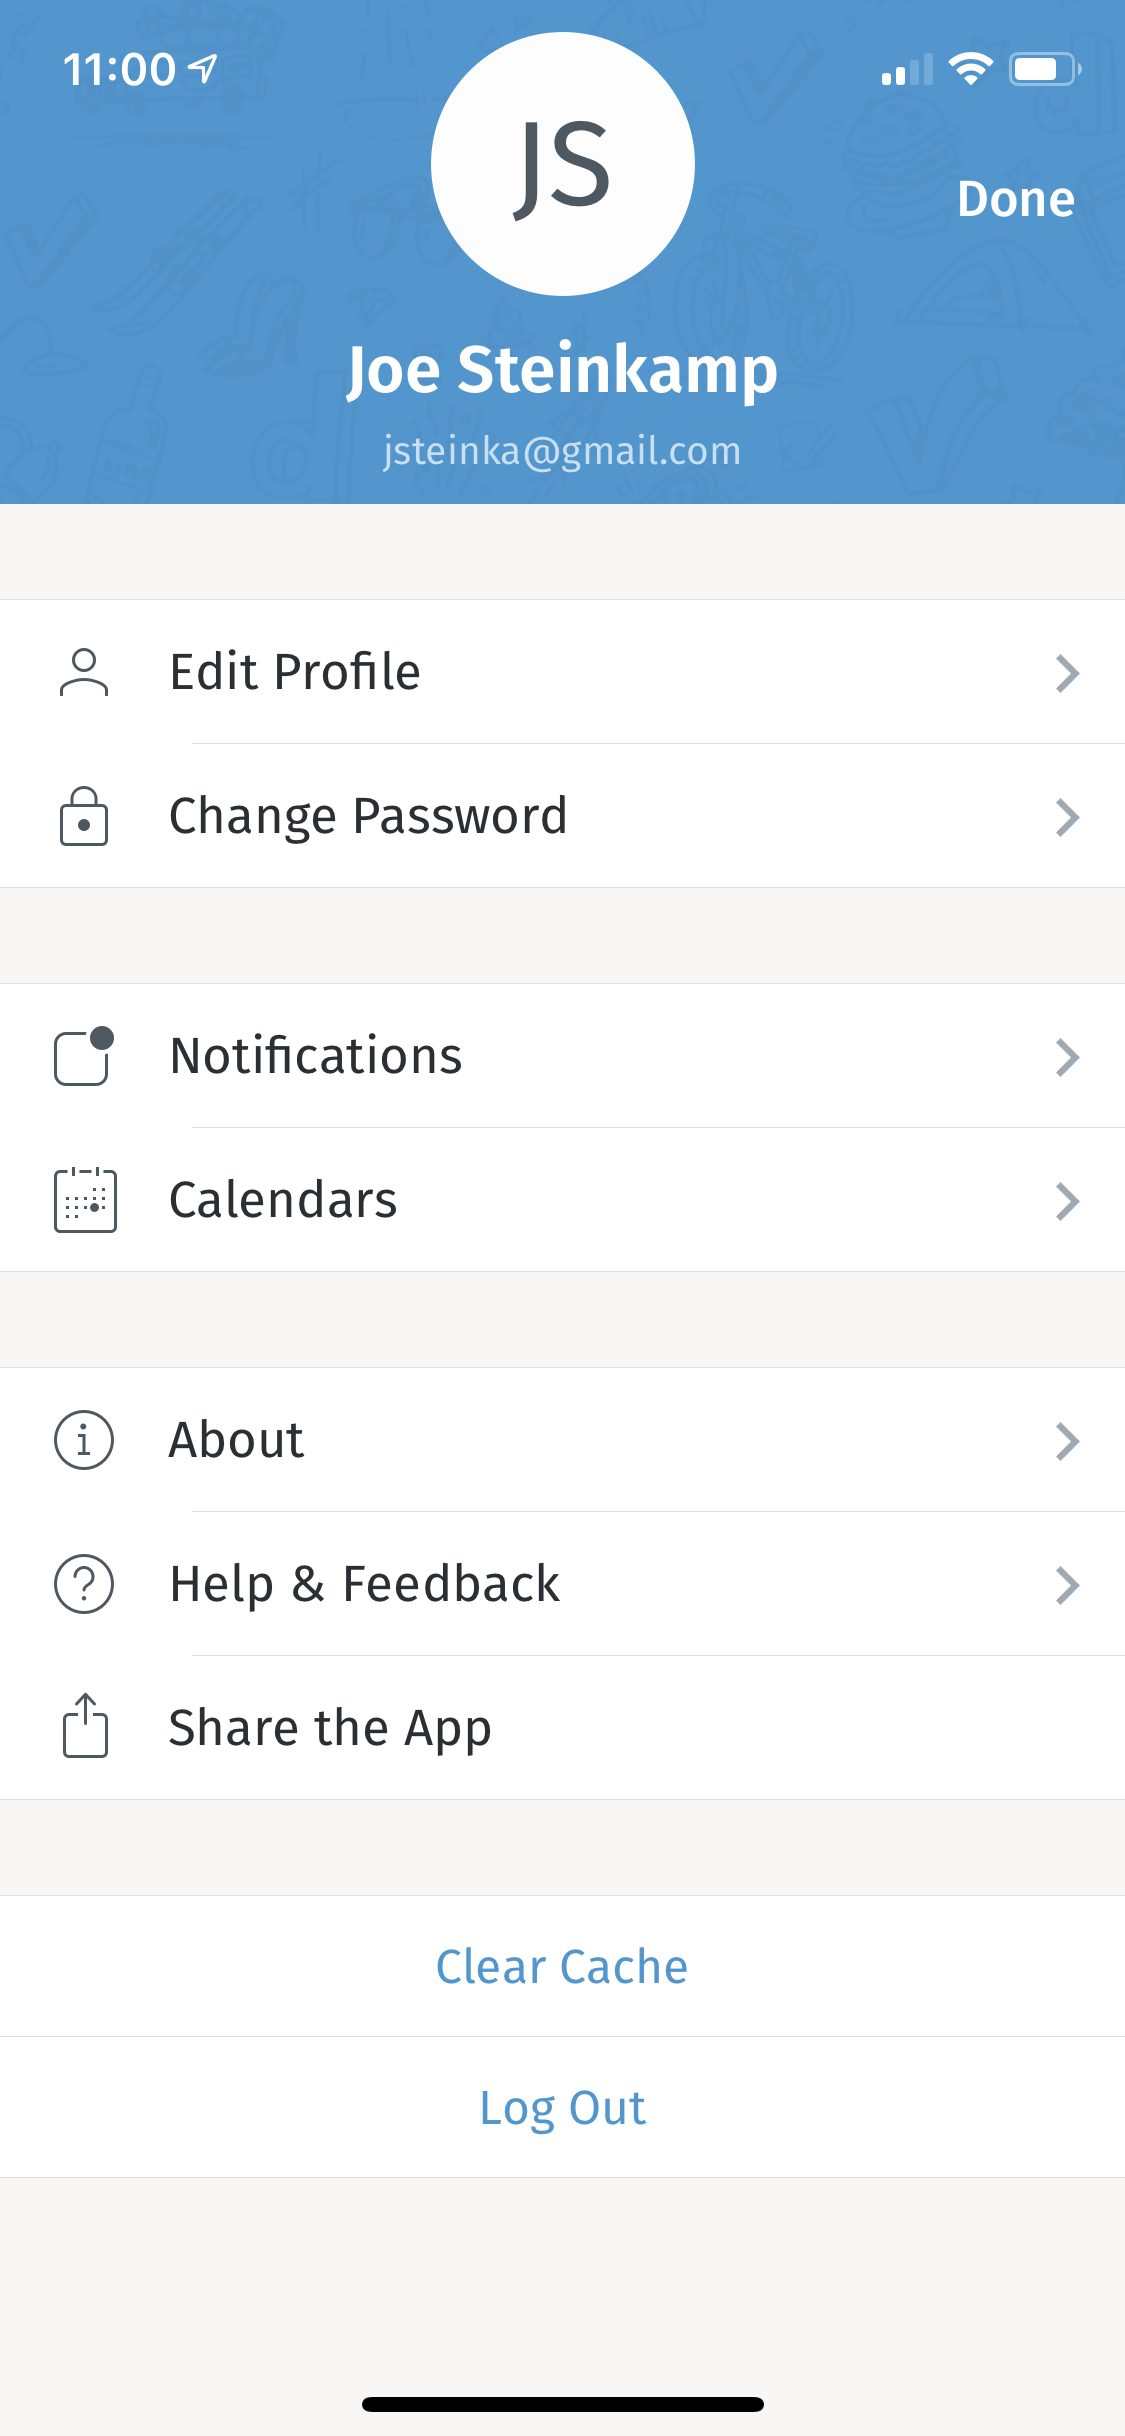 11:00
JS
Done
Joe Steinkamp
jsteinka@gmail.com
Edit Profile
Change Password
Notifications
Calendars
About
Help & Feedback
Share the App
Clear Cache
Log Out